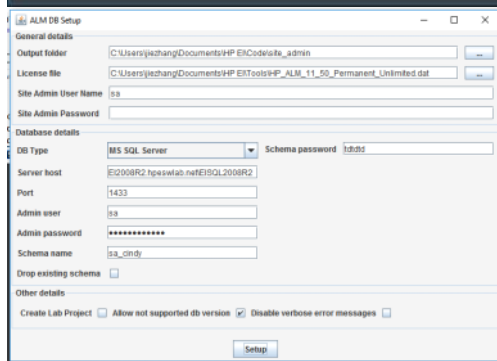 ALM DB Setup
General details
Output folder C:\Users\jiezhang\Documents\HP EI\Code\site_admin ...
License file C:\Users\jiezhang\Documents\HP EI\Tools\HP_ALM_11_50_Permanent_Unlimited.dat ...
Site Admin User Name sa
Site Admin Password
Database details
DB Type MS SQL Server Schema password tdtdtd
Server host EI2008R2.hpeswlab.net\EISQL2008R2
Port 1433
Admin user sa
Admin password ••••••••••••
Schema name sa_cindy
Drop existing schema
Other details
Create Lab Project Allow not supported db version Disable verbose error messages
Setup